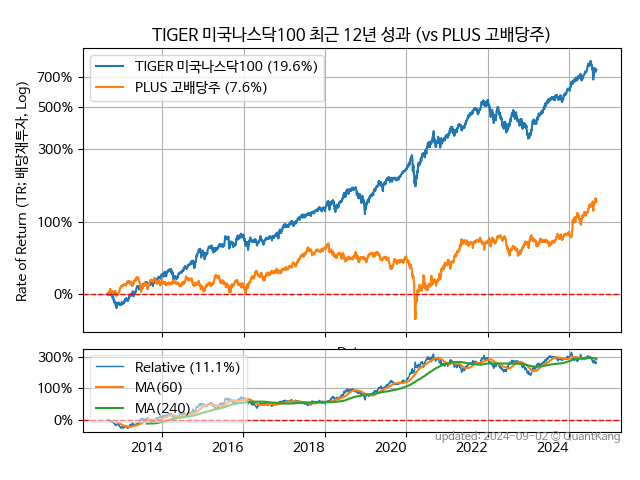 TIGER 미국나스닥100 최근 12년 성과 (vs PLUS 고배당주)
Rate of Return (TR: 배당재투자, Log)
700%
500%
300%
100%
0%
TIGER 미국나스닥100 (19.6%)
PLUS 고배당주 (7.6%)
300%
100%
0%
Relative (11.1%)
MA(60)
MA(240)
2014
2016
2018
2020
2022
2024
updated: 2024-09-02 © QuantKang